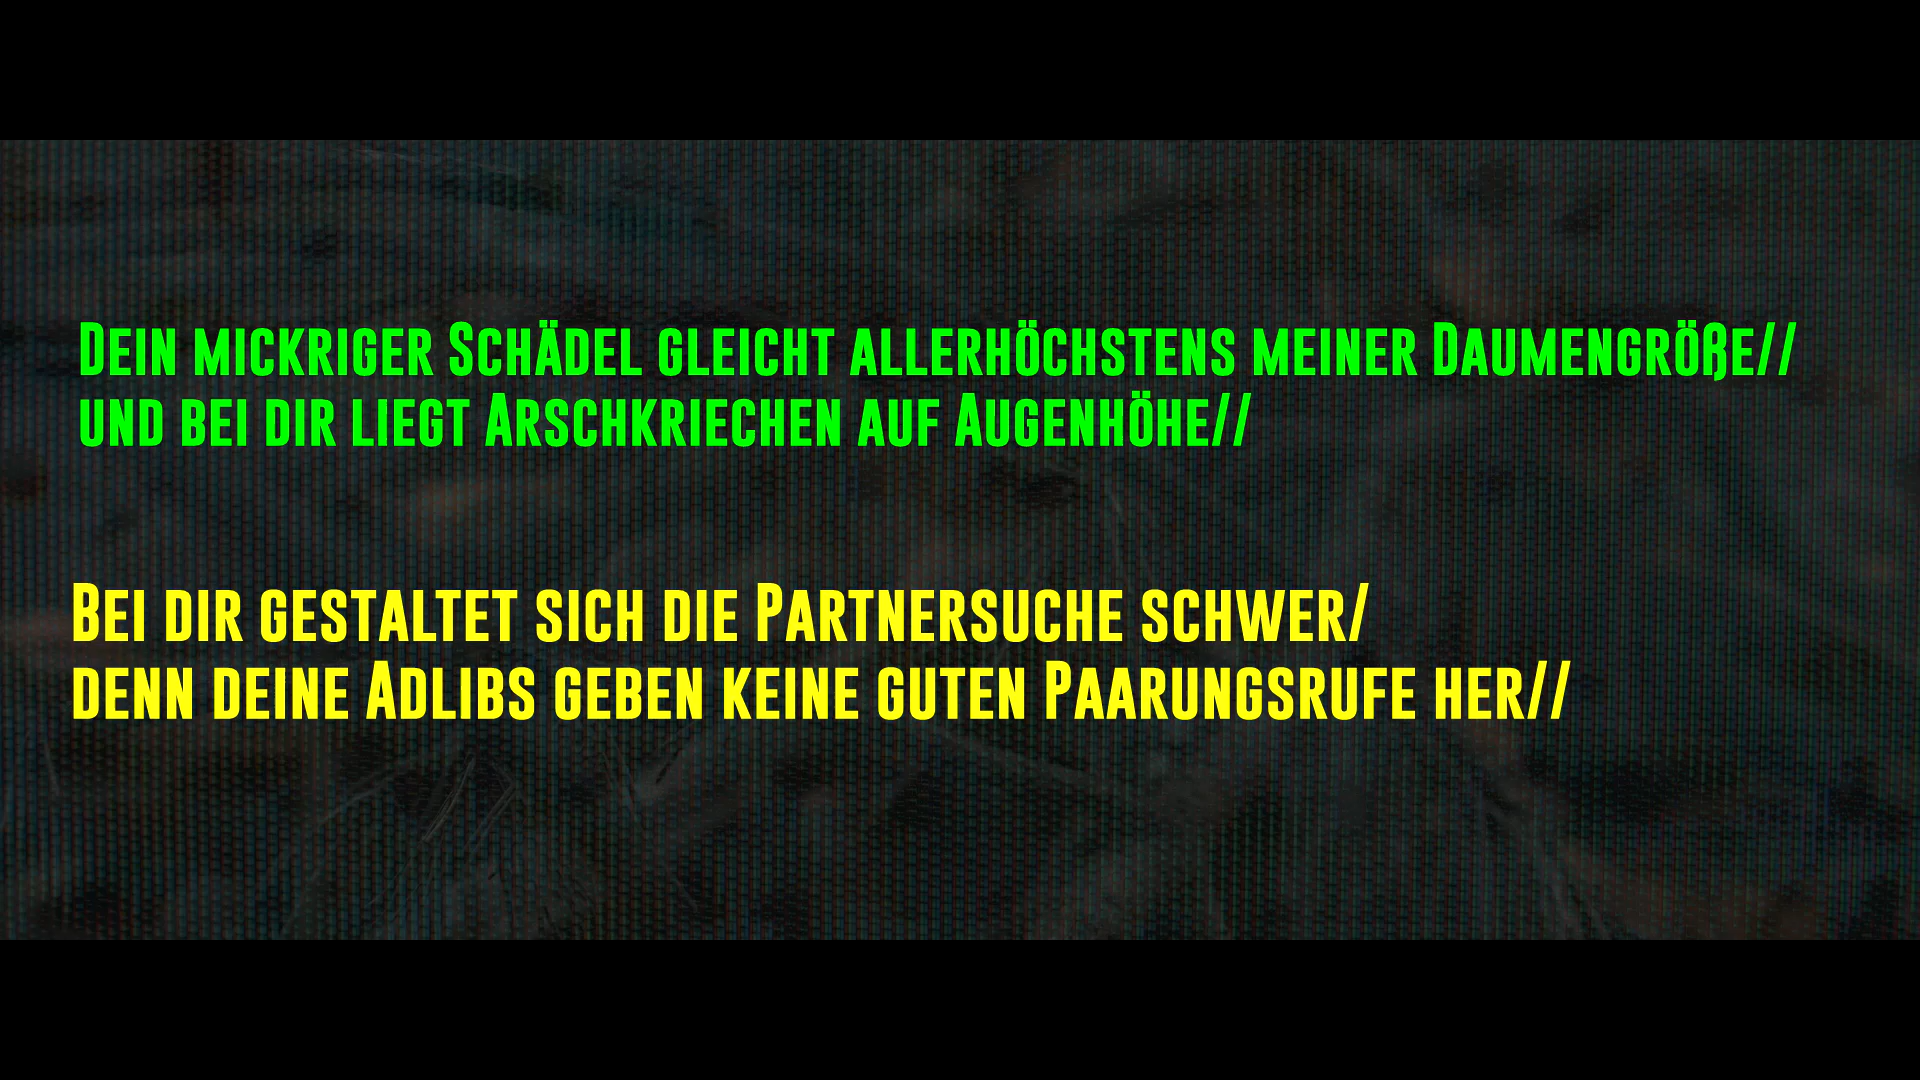 Dein mickriger Schädel gleicht allerhöchstens meiner Daumengröße//
und bei dir liegt Arschkriechen auf Augenhöhe//
Bei dir gestaltet sich die Partnersuche schwer/
denn deine Adlibs geben keine guten Paarungsrufe her//